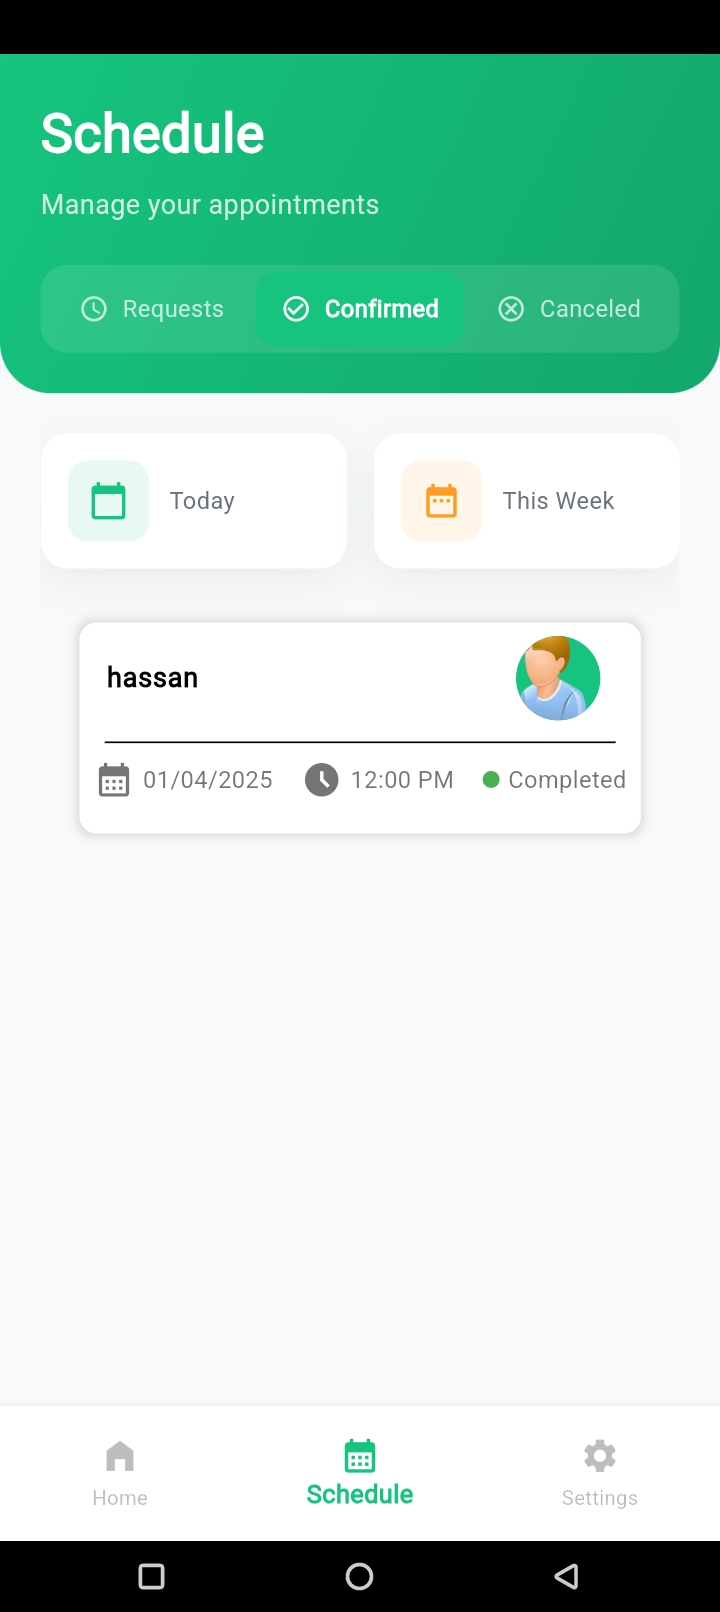 Schedule
Manage your appointments
Requests Confirmed Canceled
Today This Week
hassan
01/04/2025 12:00 PM Completed
Home Schedule Settings